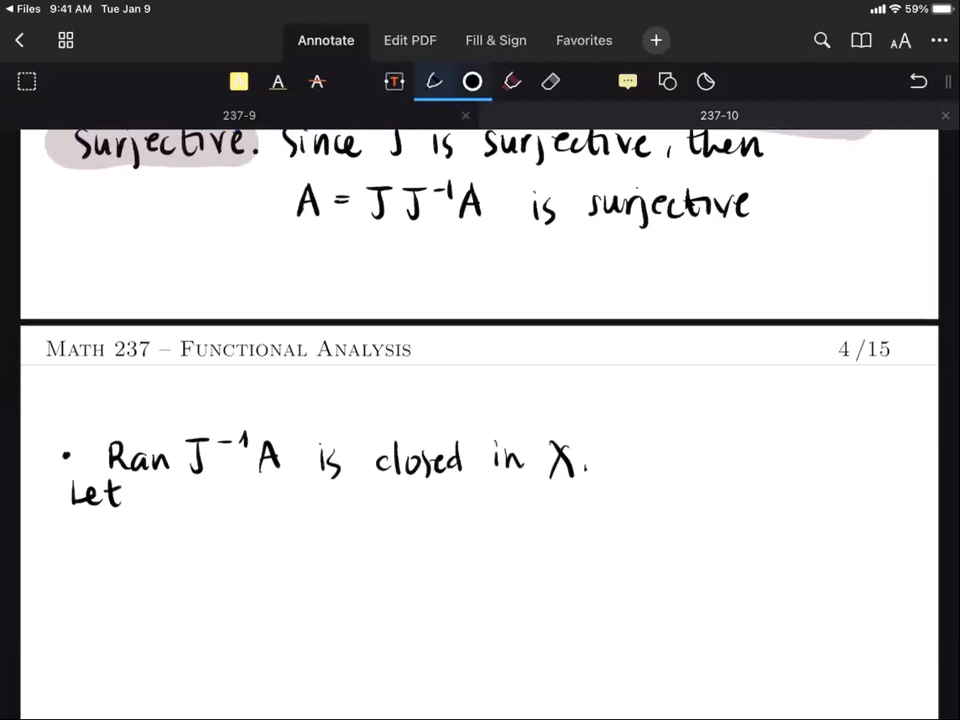 Files 9:41 AM Tue Jan 9 59%
Annotate Edit PDF Fill & Sign Favorites
237-9 237-10
surjective. Since J is surjective, then
A = J J⁻¹A is surjective
MATH 237 – FUNCTIONAL ANALYSIS 4/15
• Ran J⁻¹A is closed in X.
Let